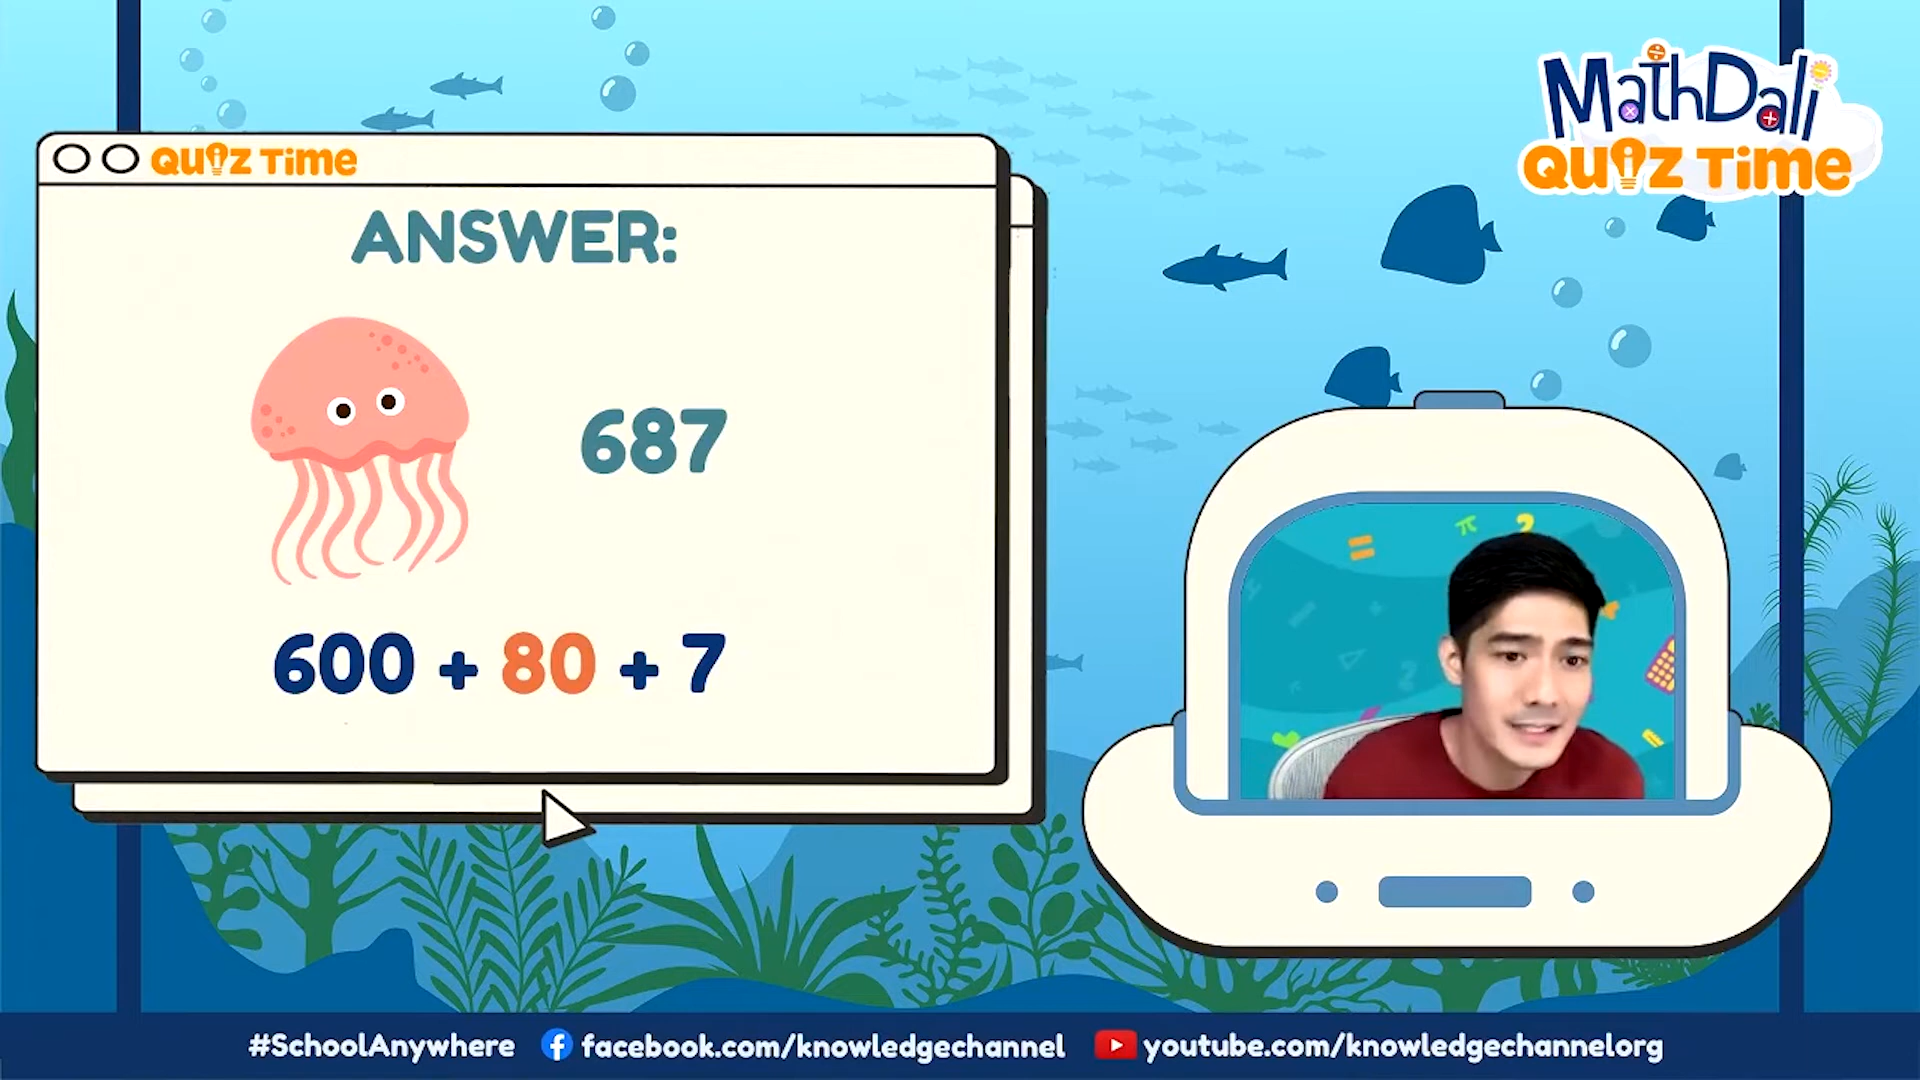 MathDali
QUIZ TIME
QUIZ TIME
ANSWER:
687
600 + 80 + 7
#SchoolAnywhere facebook.com/knowledgechannel youtube.com/knowledgechannelorg